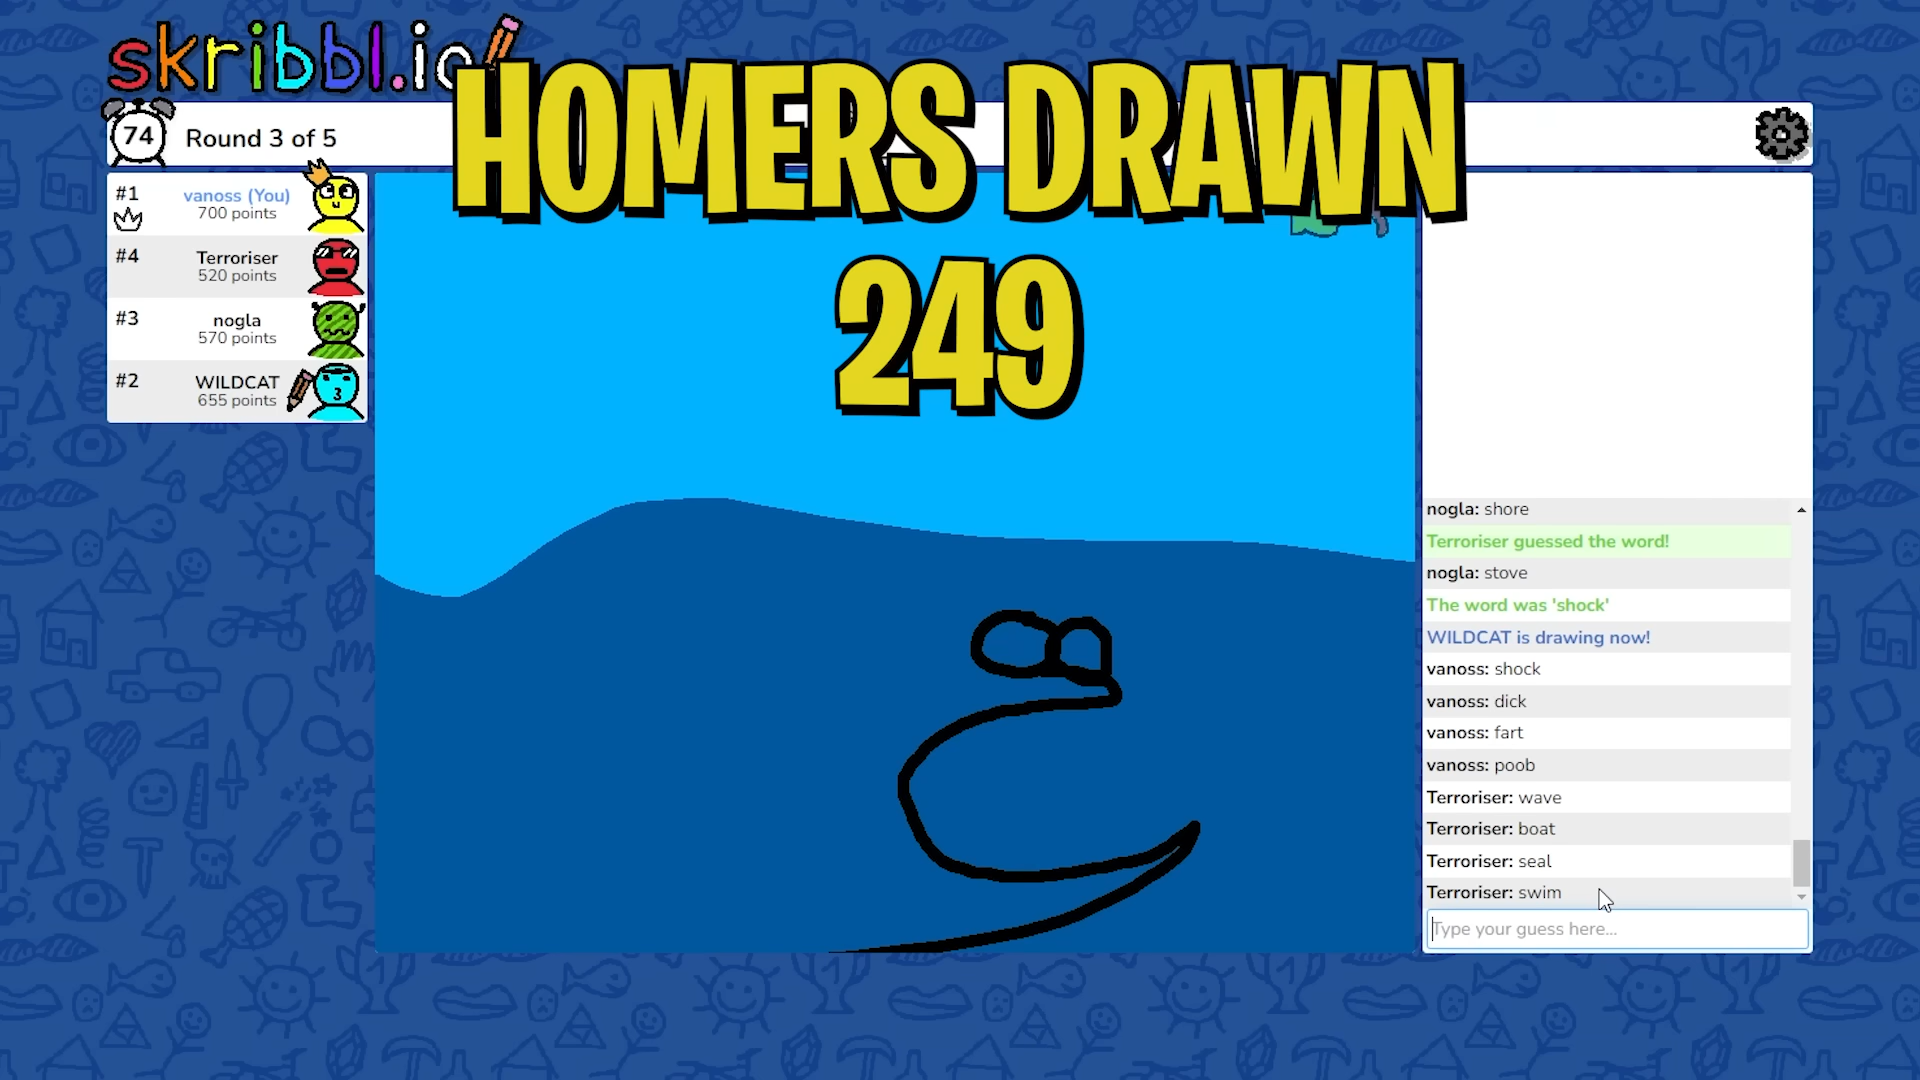 skribbl.io
HOMERS DRAWN
249
74
Round 3 of 5
#1
vanoss (You)
700 points
#4
Terroriser
520 points
#3
nogla
570 points
#2
WILDCAT
655 points
nogla: shore
Terroriser guessed the word!
nogla: stove
The word was 'shock'
WILDCAT is drawing now!
vanoss: shock
vanoss: dick
vanoss: fart
vanoss: poob
Terroriser: wave
Terroriser: boat
Terroriser: seal
Terroriser: swim
Type your guess here...